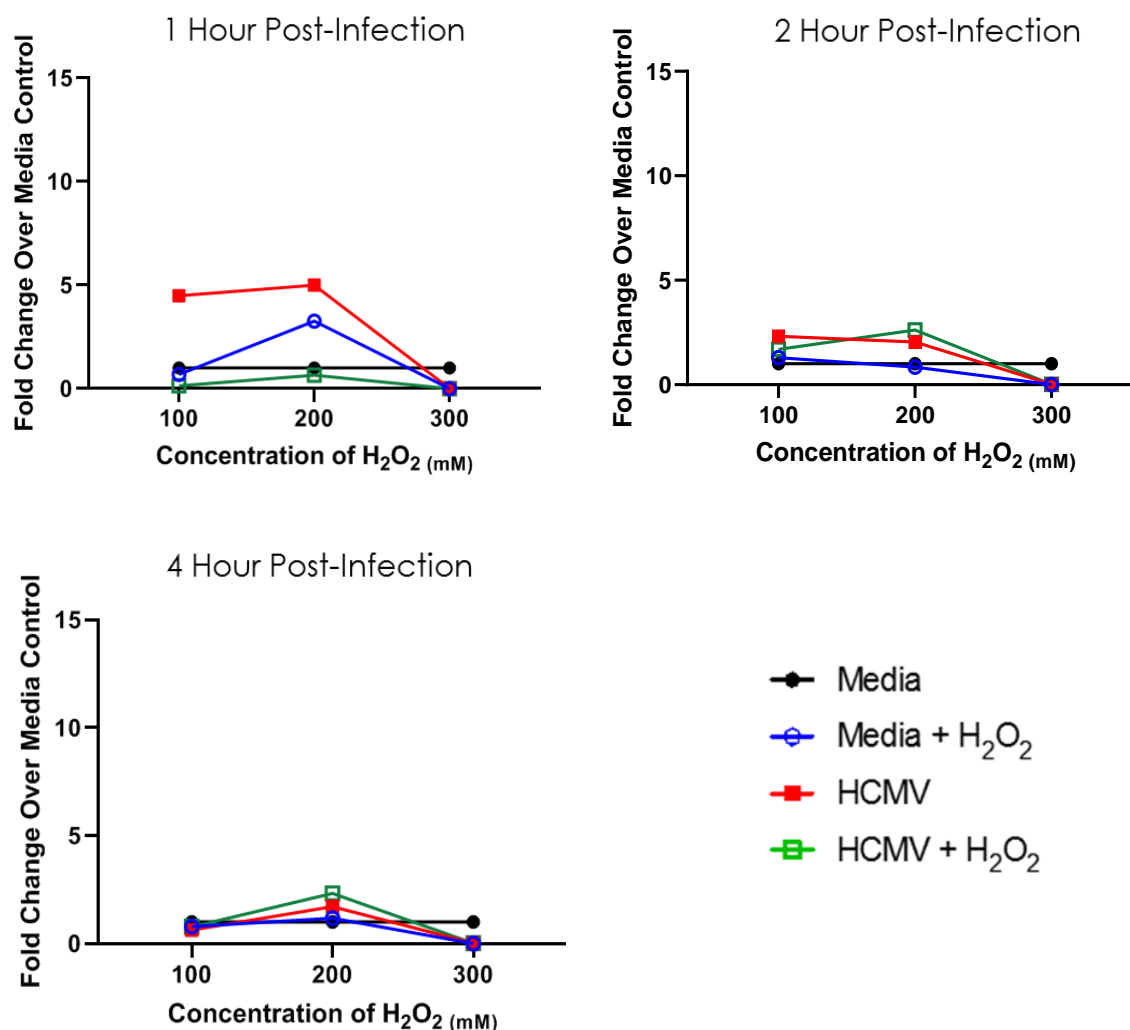 1 Hour Post-Infection
Fold Change Over Media Control
15
10
5
0
100 200 300
Concentration of H₂O₂ (mM)
2 Hour Post-Infection
Fold Change Over Media Control
15
10
5
0
100 200 300
Concentration of H₂O₂ (mM)
4 Hour Post-Infection
Fold Change Over Media Control
15
10
5
0
100 200 300
Concentration of H₂O₂ (mM)
Media
Media + H₂O₂
HCMV
HCMV + H₂O₂